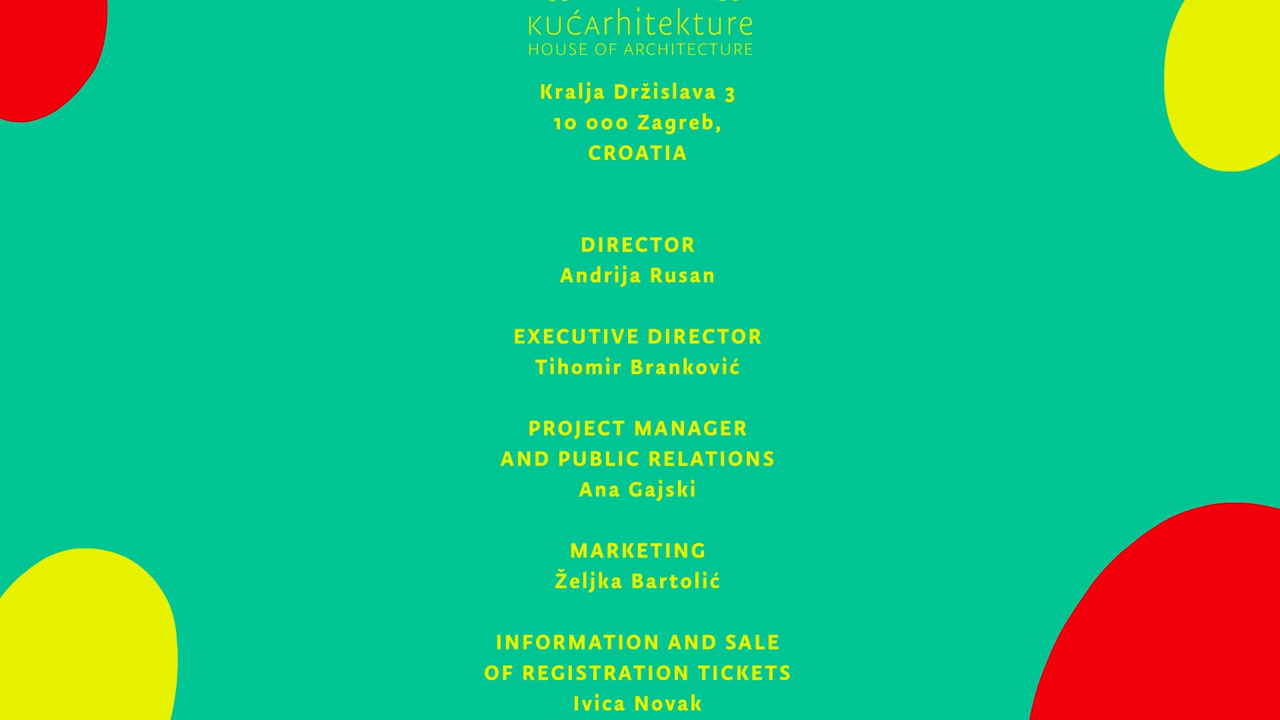 KUĆArhitekture
HOUSE OF ARCHITECTURE
Kralja Držislava 3
10 000 Zagreb,
CROATIA
DIRECTOR
Andrija Rusan
EXECUTIVE DIRECTOR
Tihomir Branković
PROJECT MANAGER
AND PUBLIC RELATIONS
Ana Gajski
MARKETING
Željka Bartolić
INFORMATION AND SALE
OF REGISTRATION TICKETS
Ivica Novak